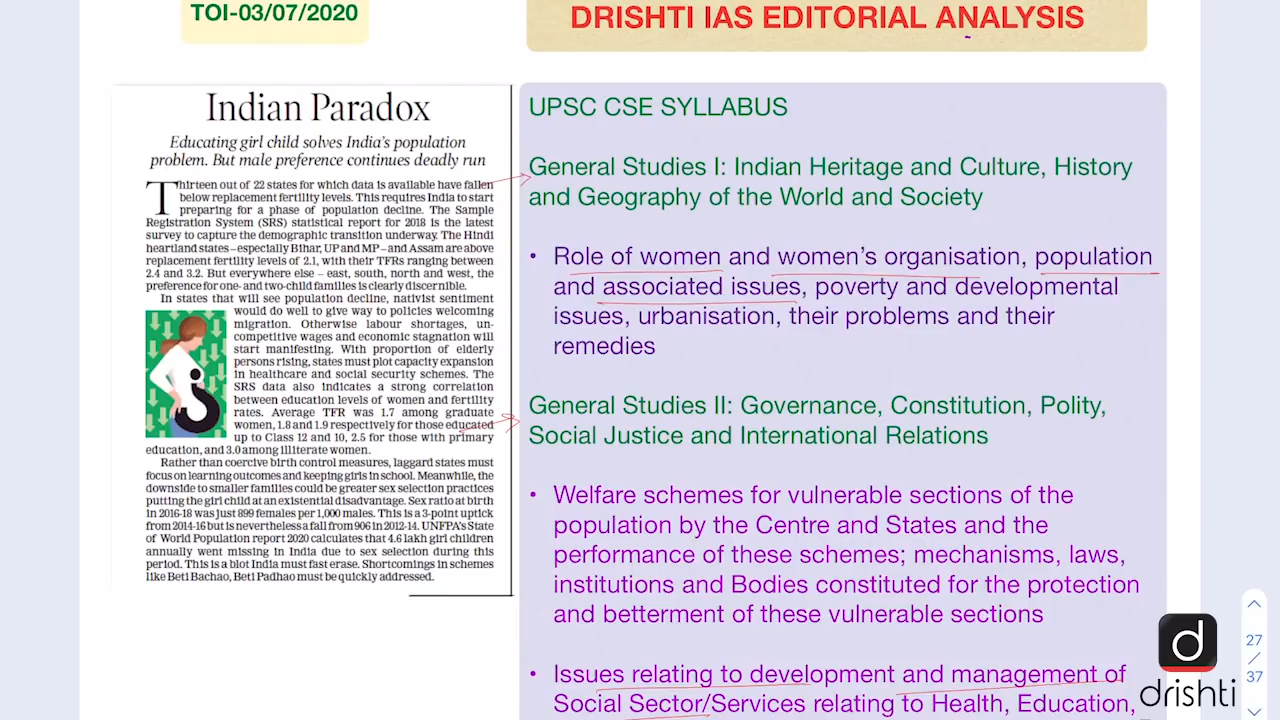 TOI-03/07/2020
DRISHTI IAS EDITORIAL ANALYSIS
Indian Paradox
Educating girl child solves India's population
problem. But male preference continues deadly run
Thirteen out of 22 states for which data is available have fallen
below replacement fertility levels. This requires India to start
preparing for a phase of population decline. The Sample
Registration System (SRS) statistical report for 2018 is the latest
survey to capture the demographic transition underway. The Hindi
heartland states – especially Bihar, UP and MP – and Assam are above
replacement fertility levels of 2.1, with their TFRs ranging between
2.4 and 3.2. But everywhere else – east, south, north and west, the
preference for one- and two-child families is clearly discernible.
In states that will see population decline, nativist sentiment
would do well to give way to policies welcoming
migration. Otherwise labour shortages, un-
competitive wages and economic stagnation will
start manifesting. With proportion of elderly
persons rising, states must plot capacity expansion
in healthcare and social security schemes. The
SRS data also indicates a strong correlation
between education levels of women and fertility
rates. Average TFR was 1.7 among graduate
women, 1.8 and 1.9 respectively for those educated
up to Class 12 and 10, 2.5 for those with primary
education, and 3.0 among illiterate women.
Rather than coercive birth control measures, laggard states must
focus on learning outcomes and keeping girls in school. Meanwhile, the
downside to smaller families could be greater sex selection practices
putting the girl child at an existential disadvantage. Sex ratio at birth
in 2016-18 was just 899 females per 1,000 males. This is a 3-point uptick
from 2014-16 but is nevertheless a fall from 906 in 2012-14. UNFPA's State
of World Population report 2020 calculates that 4.6 lakh girl children
annually went missing in India due to sex selection during this
period. This is a blot India must fast erase. Shortcomings in schemes
like Beti Bachao, Beti Padhao must be quickly addressed.
UPSC CSE SYLLABUS
General Studies I: Indian Heritage and Culture, History
and Geography of the World and Society
• Role of women and women's organisation, population
and associated issues, poverty and developmental
issues, urbanisation, their problems and their
remedies
General Studies II: Governance, Constitution, Polity,
Social Justice and International Relations
• Welfare schemes for vulnerable sections of the
population by the Centre and States and the
performance of these schemes; mechanisms, laws,
institutions and Bodies constituted for the protection
and betterment of these vulnerable sections
• Issues relating to development and management of
Social Sector/Services relating to Health, Education,
27
/
37
d
drishti